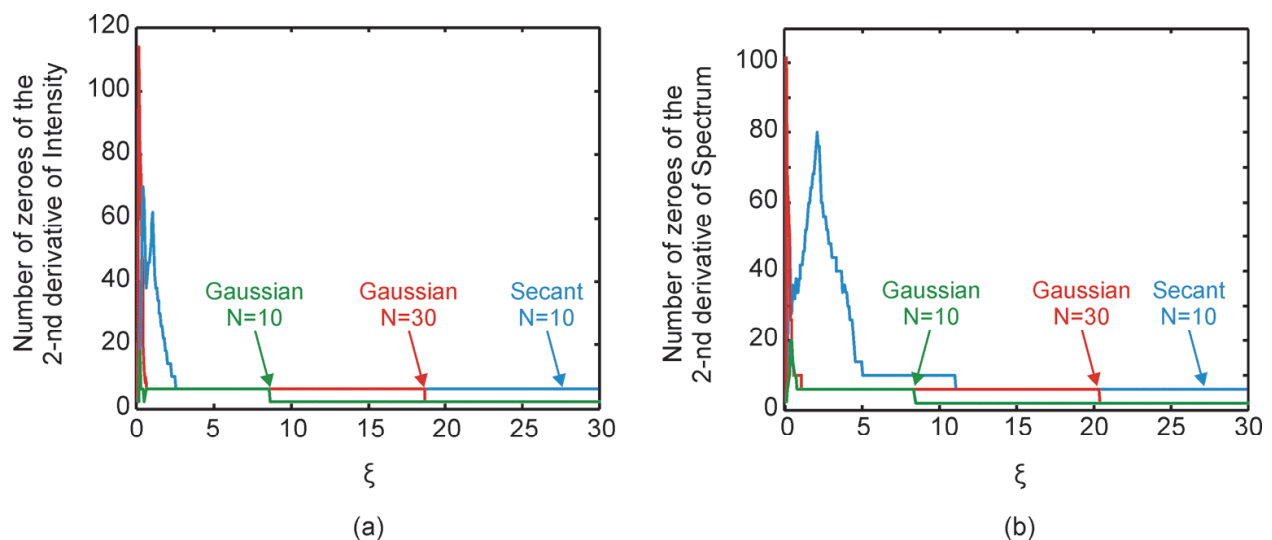 Number of zeroes of the
2-nd derivative of Intensity
120
100
80
60
40
20
0
0 5 10 15 20 25 30
Gaussian
N=10
Gaussian
N=30
Secant
N=10
ξ
(a)
Number of zeroes of the
2-nd derivative of Spectrum
100
80
60
40
20
0
0 5 10 15 20 25 30
Gaussian
N=10
Gaussian
N=30
Secant
N=10
ξ
(b)